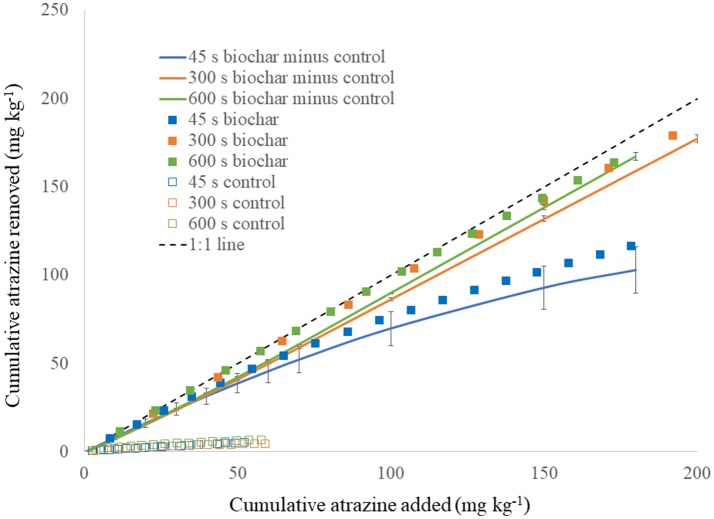 250
200
150
100
50
0
45 s biochar minus control
300 s biochar minus control
600 s biochar minus control
45 s biochar
300 s biochar
600 s biochar
45 s control
300 s control
600 s control
1:1 line
Cumulative atrazine removed (mg kg⁻¹)
0 50 100 150 200
Cumulative atrazine added (mg kg⁻¹)